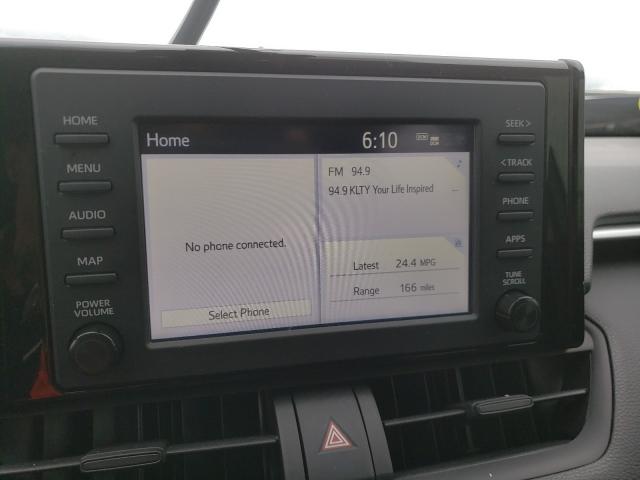 HOME
MENU
AUDIO
MAP
POWER
VOLUME
Home
6:10
No phone connected.
Select Phone
FM 94.9
94.9 KLTY Your Life Inspired
Latest 24.4 MPG
Range 166 miles
SEEK >
< TRACK
PHONE
APPS
TUNE
SCROLL